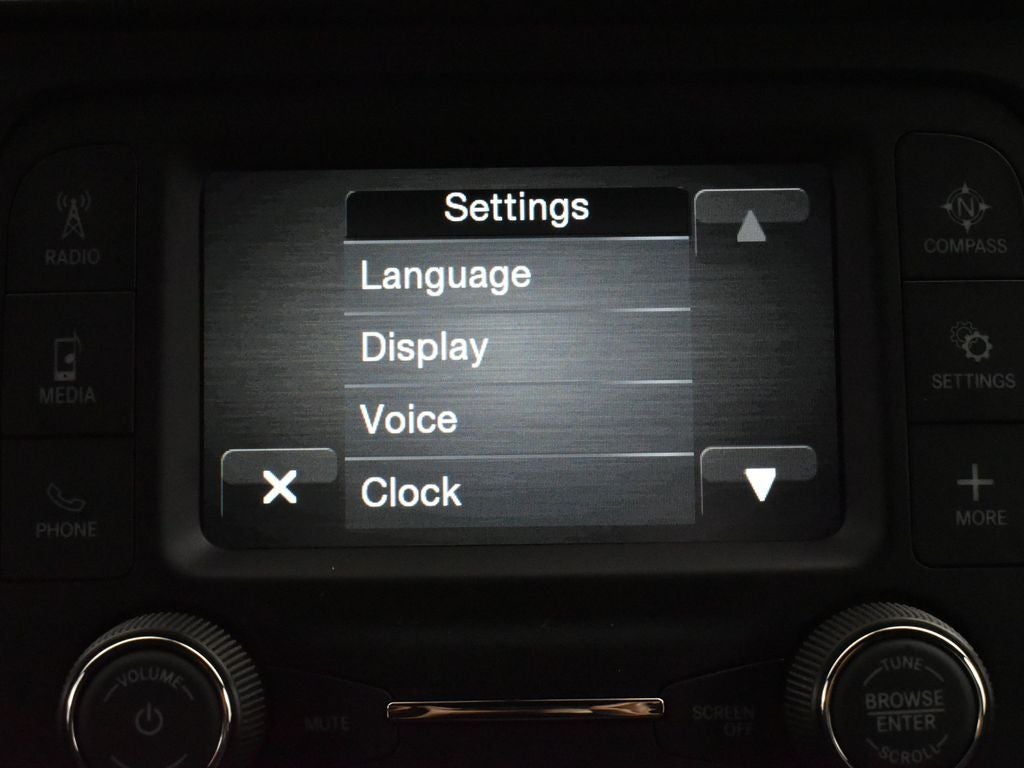 Settings
Language
Display
Voice
Clock
RADIO
MEDIA
PHONE
N
COMPASS
SETTINGS
MORE
VOLUME
MUTE
SCREEN
OFF
TUNE
BROWSE
ENTER
SCROLL